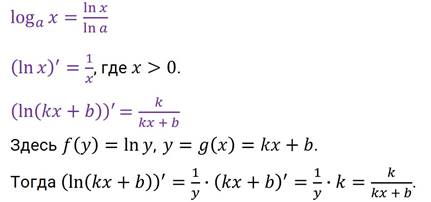 logₐ x = ln x / ln a
(ln x)′ = 1/x, где x > 0.
(ln(kx + b))′ = k/(kx + b)
Здесь f(y) = ln y, y = g(x) = kx + b.
Тогда (ln(kx + b))′ = 1/y · (kx + b)′ = 1/y · k = k/(kx + b).